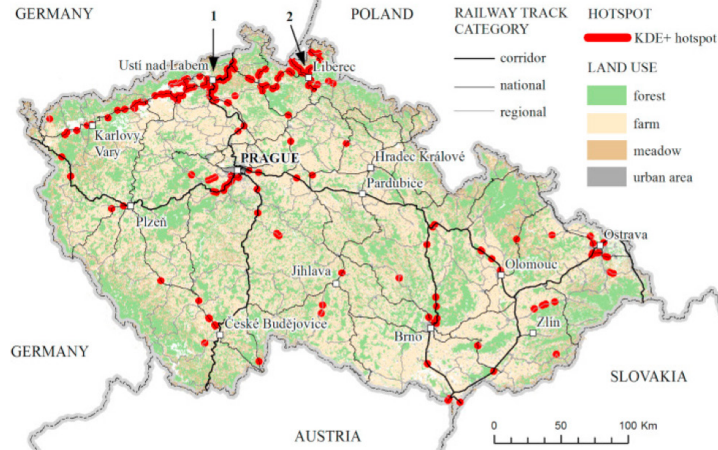 GERMANY
1
2
POLAND
Ustí nad Labem
Liberec
Karlovy
Vary
PRAGUE
Hradec Králové
Pardubice
Plzeň
Jihlava
Olomouc
Ostrava
České Budějovice
Brno
Zlín
GERMANY
SLOVAKIA
AUSTRIA
RAILWAY TRACK
CATEGORY
corridor
national
regional
HOTSPOT
KDE+ hotspot
LAND USE
forest
farm
meadow
urban area
0 50 100 Km